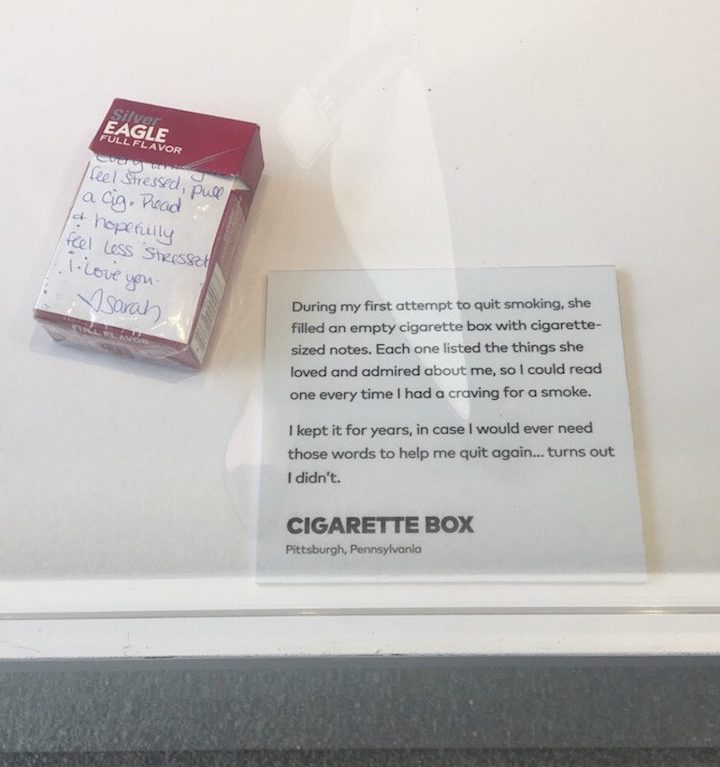 Silver
EAGLE
FULL FLAVOR
feel stressed, pull
a Cig. Read
& hopefully
feel less stressed
I love you.
Sarah
FULL FLAVOR
During my first attempt to quit smoking, she
filled an empty cigarette box with cigarette-
sized notes. Each one listed the things she
loved and admired about me, so I could read
one every time I had a craving for a smoke.
I kept it for years, in case I would ever need
those words to help me quit again... turns out
I didn't.
CIGARETTE BOX
Pittsburgh, Pennsylvania